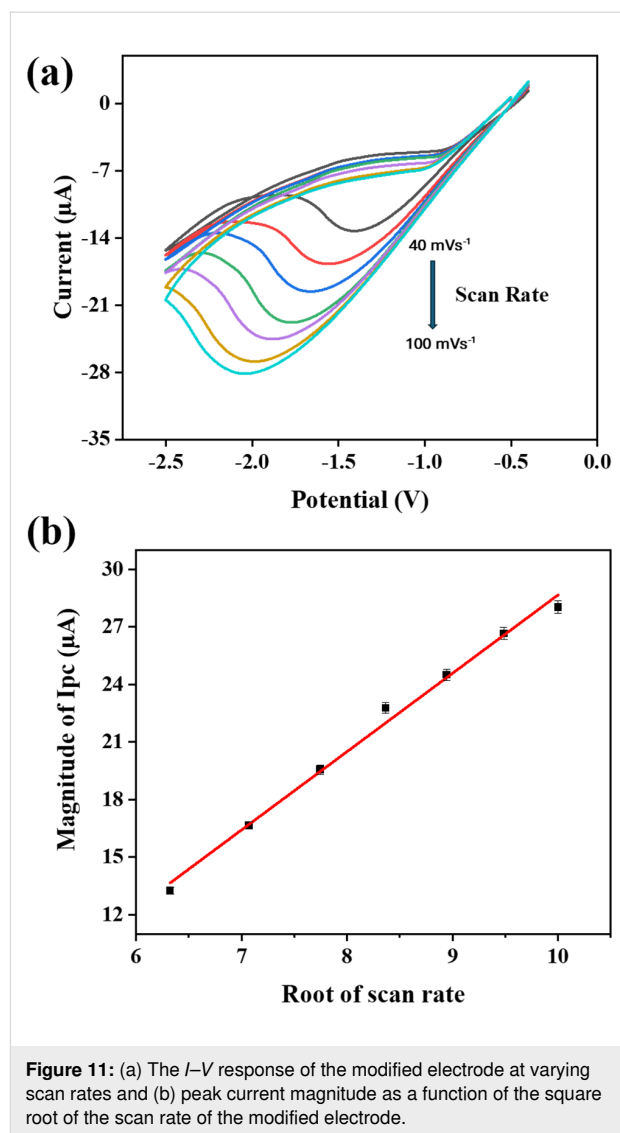 (a)
0
-7
-14
-21
-28
-35
Current (µA)
40 mVs-1
Scan Rate
100 mVs-1
-2.5 -2.0 -1.5 -1.0 -0.5 0.0
Potential (V)
(b)
30
27
24
21
18
15
12
Magnitude of Ipc (µA)
6 7 8 9 10
Root of scan rate
Figure 11: (a) The I–V response of the modified electrode at varying
scan rates and (b) peak current magnitude as a function of the square
root of the scan rate of the modified electrode.